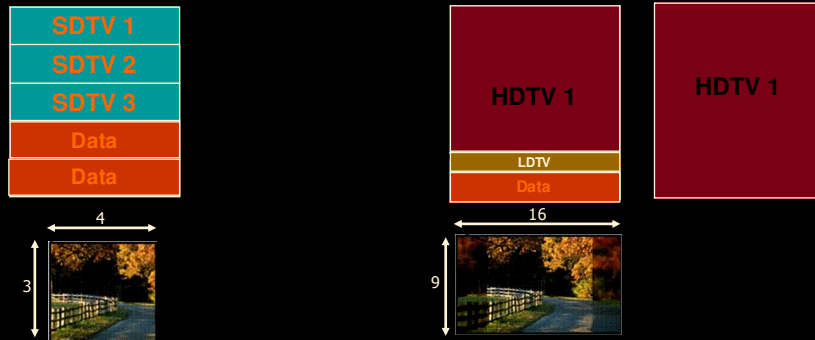 SDTV 1
SDTV 2
SDTV 3
Data
Data
HDTV 1
LDTV
Data
HDTV 1
4
3
16
9